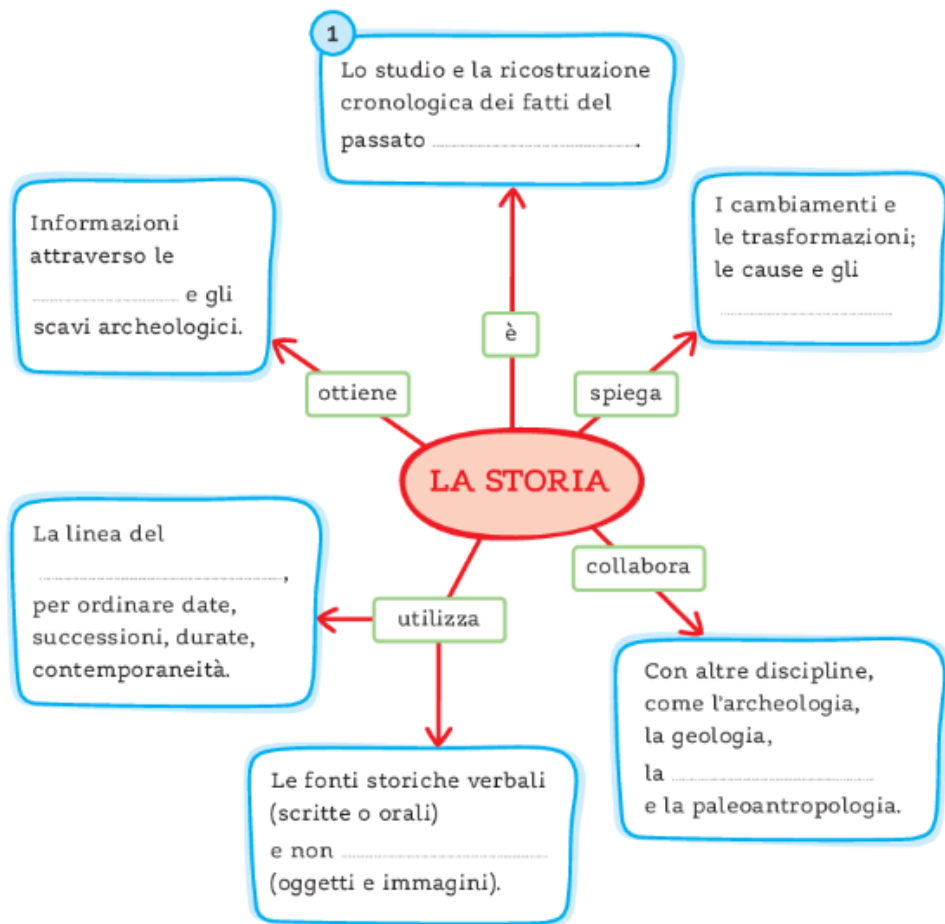 1
Lo studio e la ricostruzione
cronologica dei fatti del
passato ...............................
Informazioni
attraverso le
............................... e gli
scavi archeologici.
I cambiamenti e
le trasformazioni;
le cause e gli
...............................
è
ottiene
spiega
LA STORIA
La linea del
...............................,
per ordinare date,
successioni, durate,
contemporaneità.
utilizza
collabora
Con altre discipline,
come l'archeologia,
la geologia,
la ...............................
e la paleoantropologia.
Le fonti storiche verbali
(scritte o orali)
e non ...............................
(oggetti e immagini).